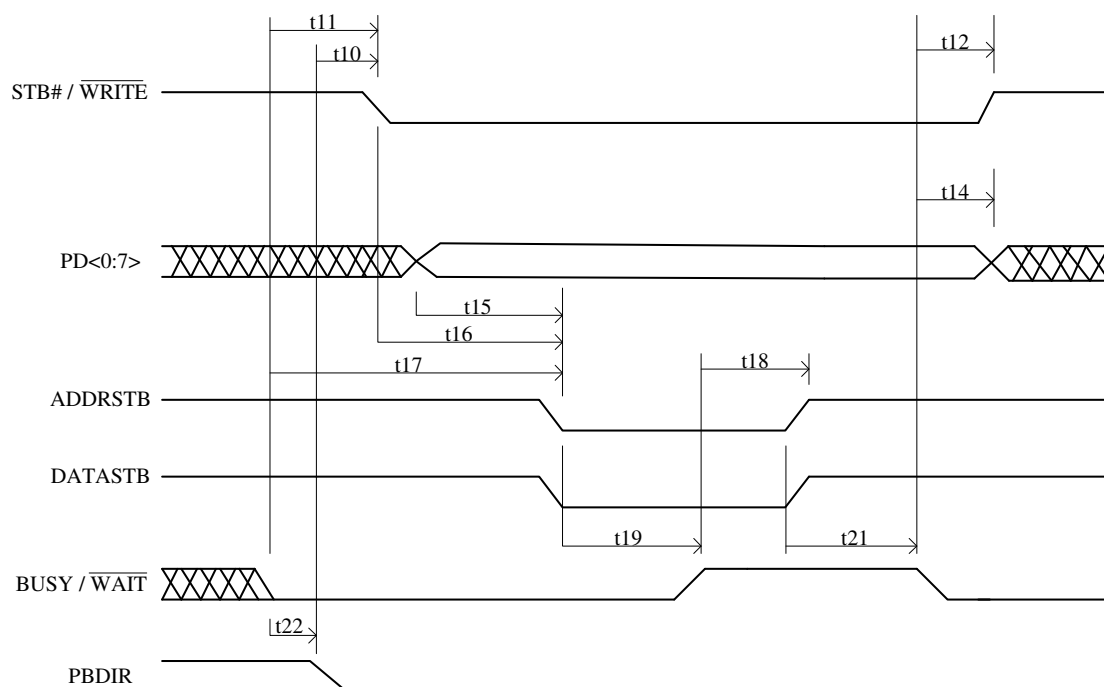 t11
t10
t12
STB# / WRITE
t14
PD<0:7>
t15
t16
t17
t18
ADDRSTB
DATASTB
t19
t21
BUSY / WAIT
t22
PBDIR